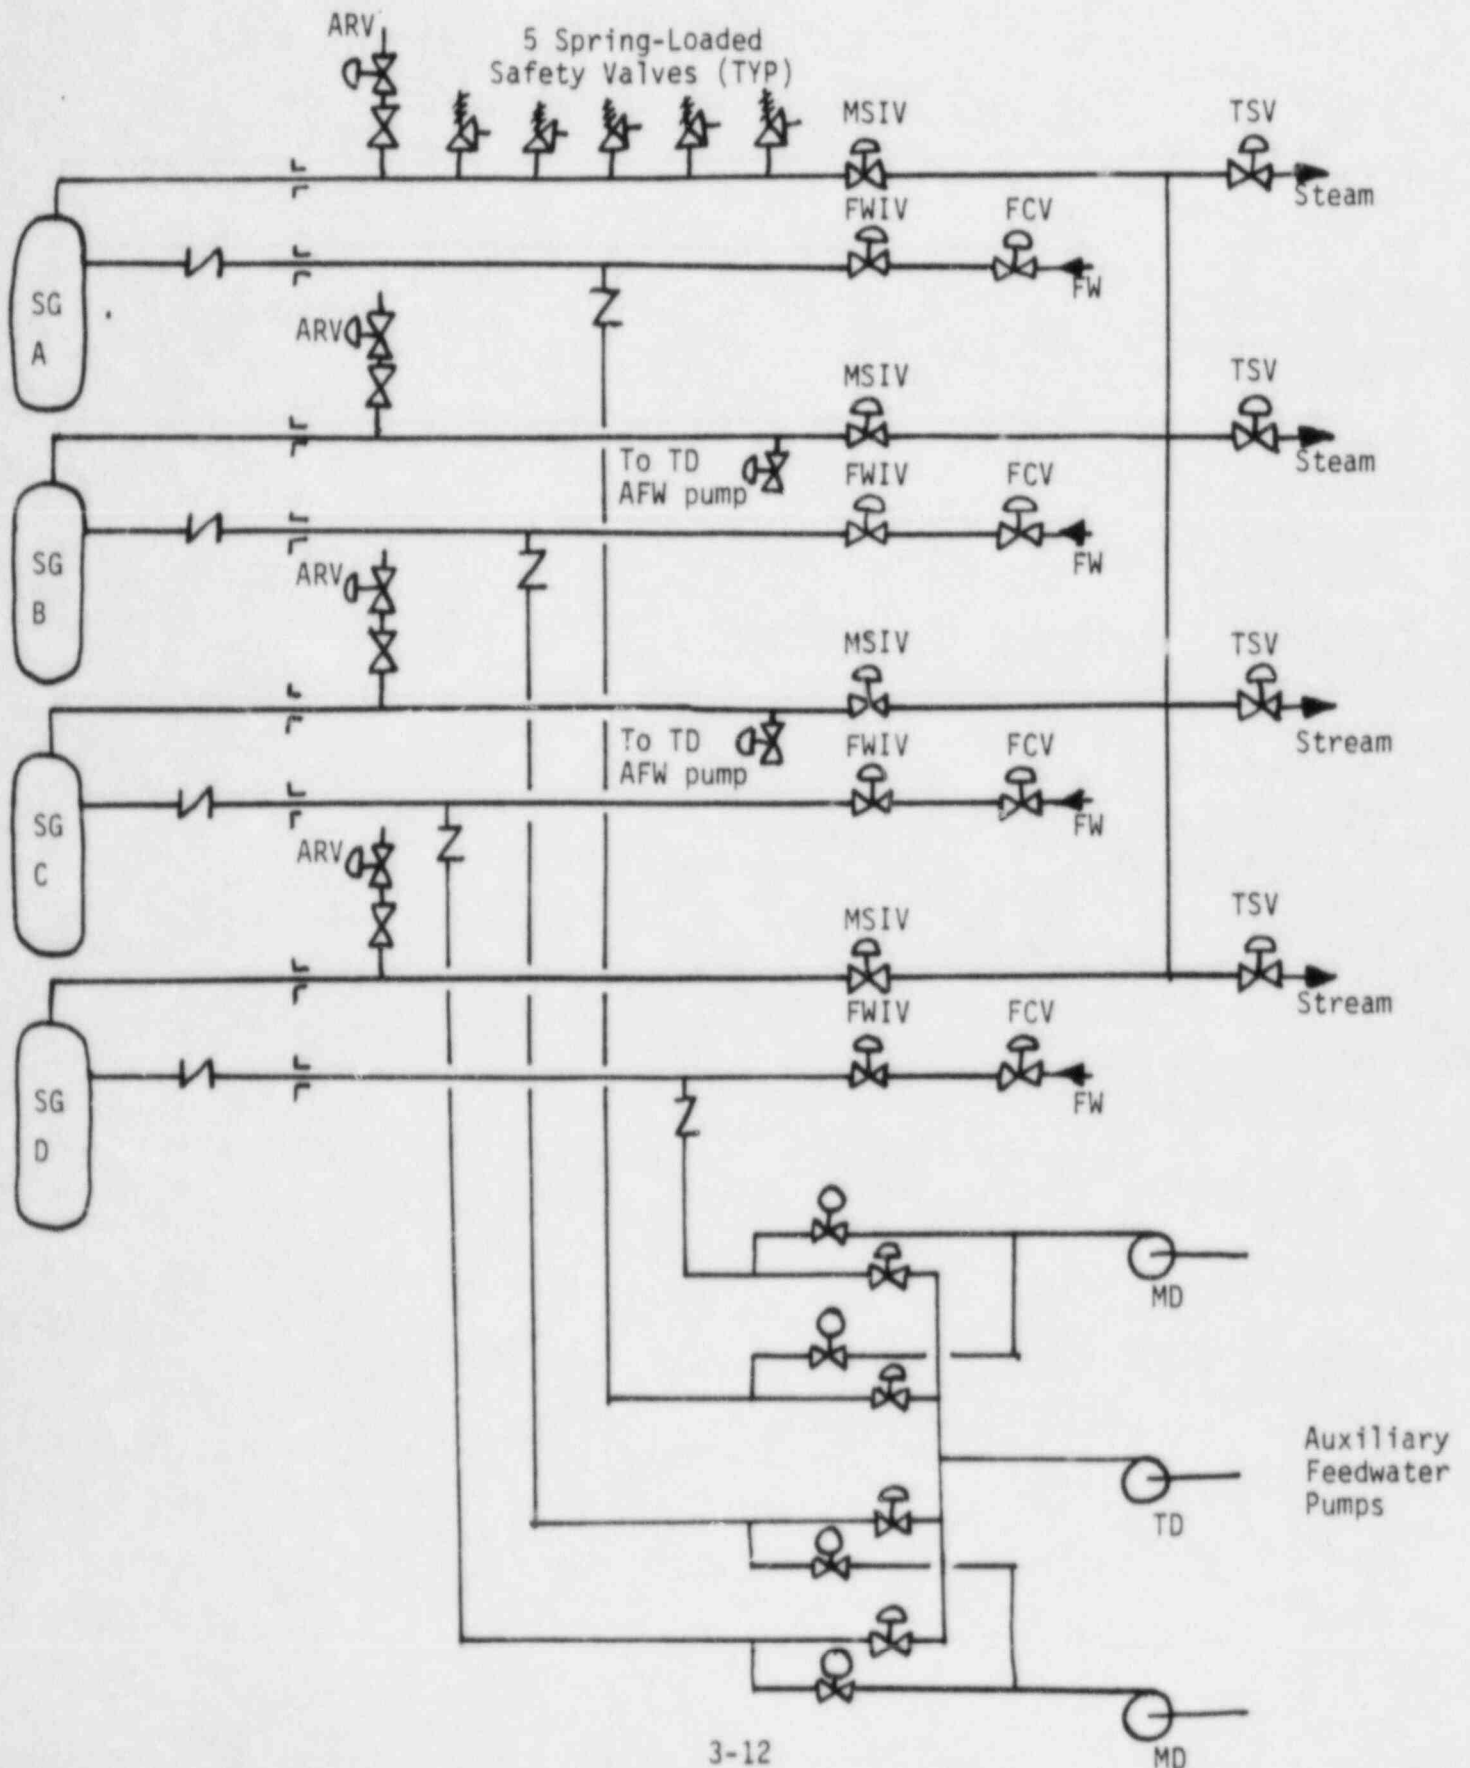 ARV
5 Spring-Loaded
Safety Valves (TYP)
MSIV
TSV
Steam
FWIV
FCV
FW
SG
A
ARV
MSIV
TSV
Steam
To TD
AFW pump
FWIV
FCV
FW
SG
B
ARV
MSIV
TSV
Stream
To TD
AFW pump
FWIV
FCV
FW
SG
C
ARV
MSIV
TSV
Stream
FWIV
FCV
FW
SG
D
MD
Auxiliary
Feedwater
Pumps
TD
MD
3-12